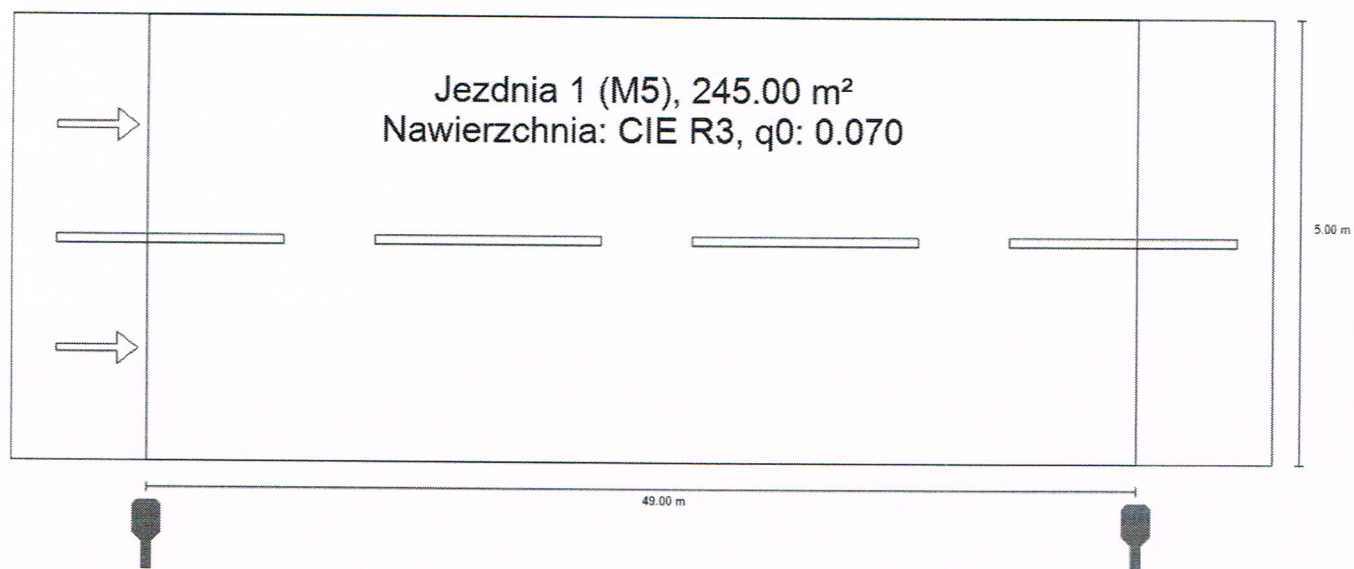 Jezdnia 1 (M5), 245.00 m²
Nawierzchnia: CIE R3, q0: 0.070
5.00 m
49.00 m